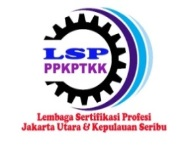 LSP
PPKPTKK
Lembaga Sertifikasi Profesi
Jakarta Utara & Kepulauan Seribu